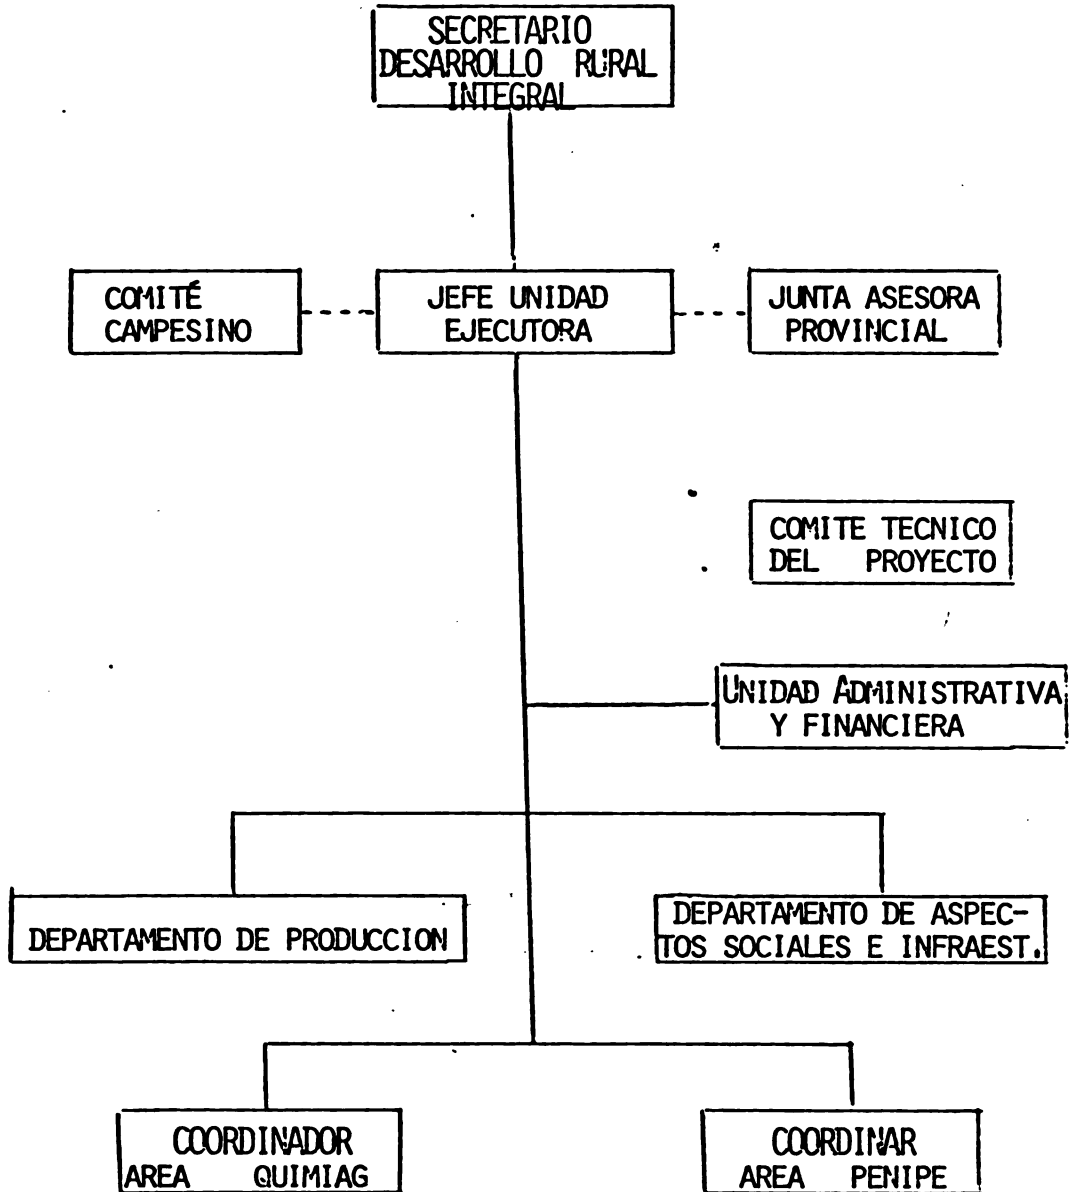 SECRETARIO
DESARROLLO RURAL
INTEGRAL
COMITÉ
CAMPESINO
JEFE UNIDAD
EJECUTORA
JUNTA ASESORA
PROVINCIAL
COMITE TECNICO
DEL PROYECTO
UNIDAD ADMINISTRATIVA
Y FINANCIERA
DEPARTAMENTO DE PRODUCCION
DEPARTAMENTO DE ASPEC-
TOS SOCIALES E INFRAEST.
COORDINADOR
AREA QUIMIAG
COORDINAR
AREA PENIPE